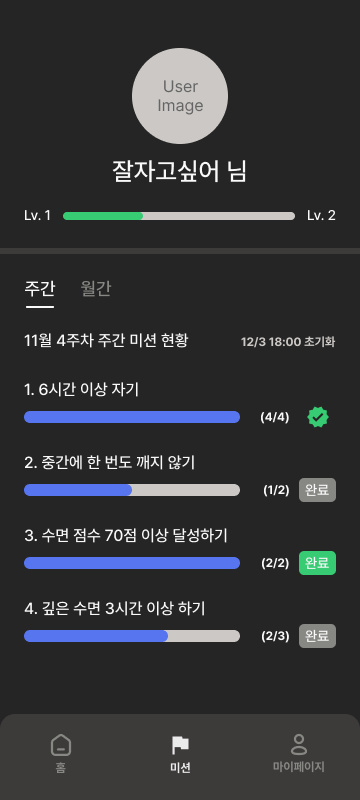 User
Image
잘자고싶어 님
Lv. 1 Lv. 2
주간 월간
11월 4주차 주간 미션 현황 12/3 18:00 초기화
1. 6시간 이상 자기
(4/4)
2. 중간에 한 번도 깨지 않기
(1/2) 완료
3. 수면 점수 70점 이상 달성하기
(2/2) 완료
4. 깊은 수면 3시간 이상 하기
(2/3) 완료
홈 미션 마이페이지